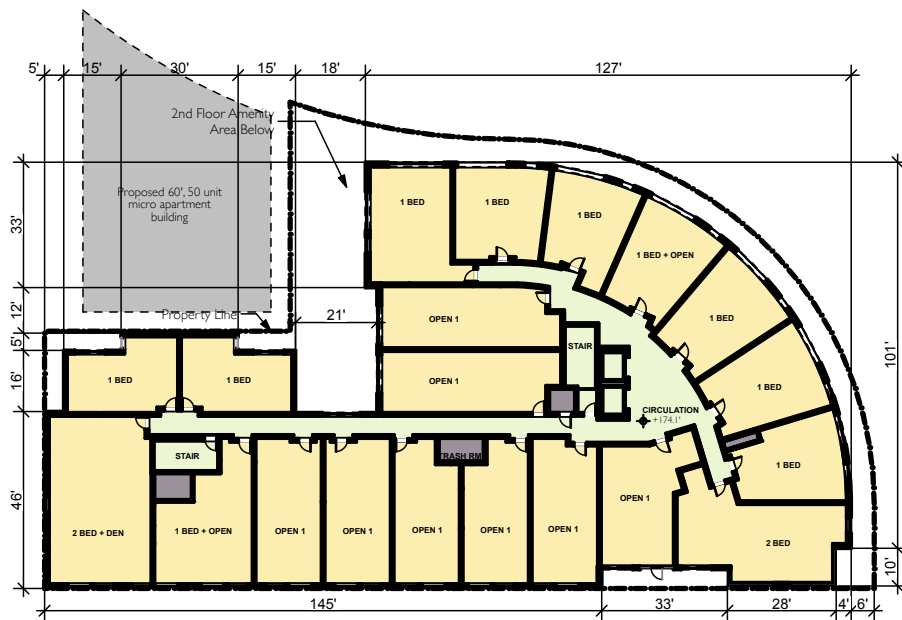 5'
15'
30'
15'
18'
127'
2nd Floor Amenity
Area Below
Proposed 60', 50 unit
micro apartment
building
1 BED
1 BED
1 BED
1 BED + OPEN
33'
12'
Property Line
21'
OPEN 1
1 BED
STAIR
101'
5'
16'
1 BED
1 BED
OPEN 1
1 BED
CIRCULATION
+174.1'
STAIR
TRASH RM
1 BED
46'
2 BED + DEN
1 BED + OPEN
OPEN 1
OPEN 1
OPEN 1
OPEN 1
OPEN 1
OPEN 1
2 BED
10'
145'
33'
28'
4'
6'